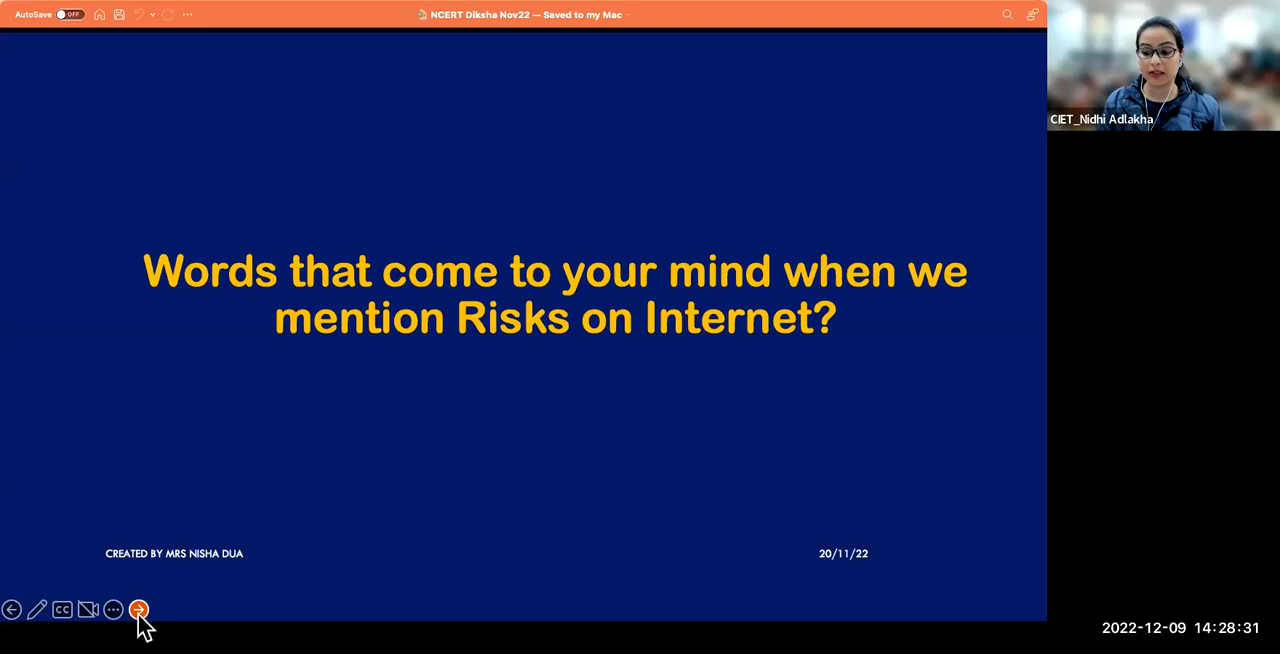 AutoSave OFF
NCERT Diksha Nov22 — Saved to my Mac
CIET_Nidhi Adlakha
Words that come to your mind when we
mention Risks on Internet?
CREATED BY MRS NISHA DUA
20/11/22
CC
2022-12-09 14:28:31